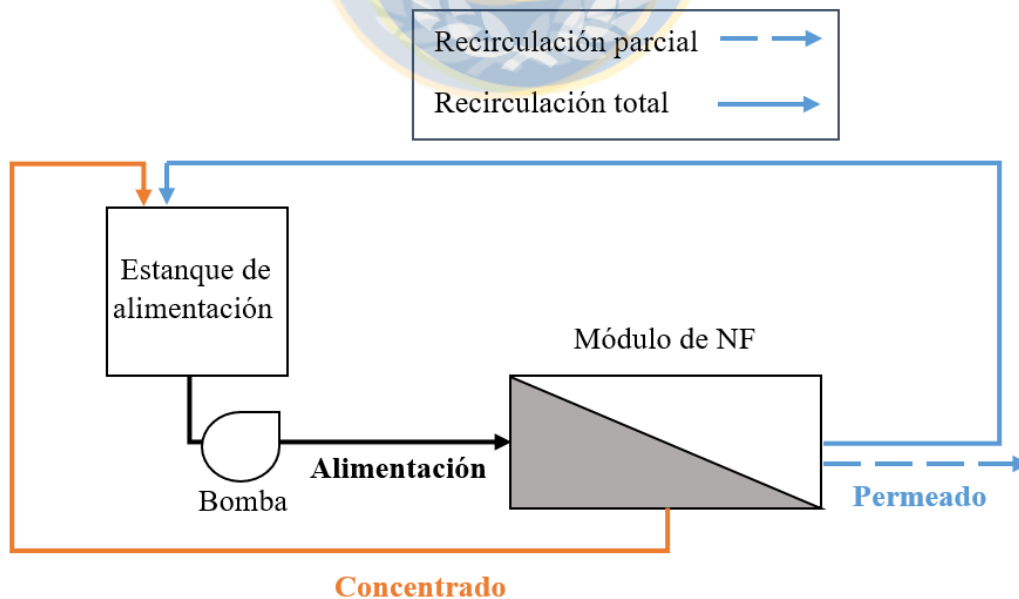 Recirculación parcial
Recirculación total
Estanque de
alimentación
Módulo de NF
Alimentación
Bomba
Permeado
Concentrado